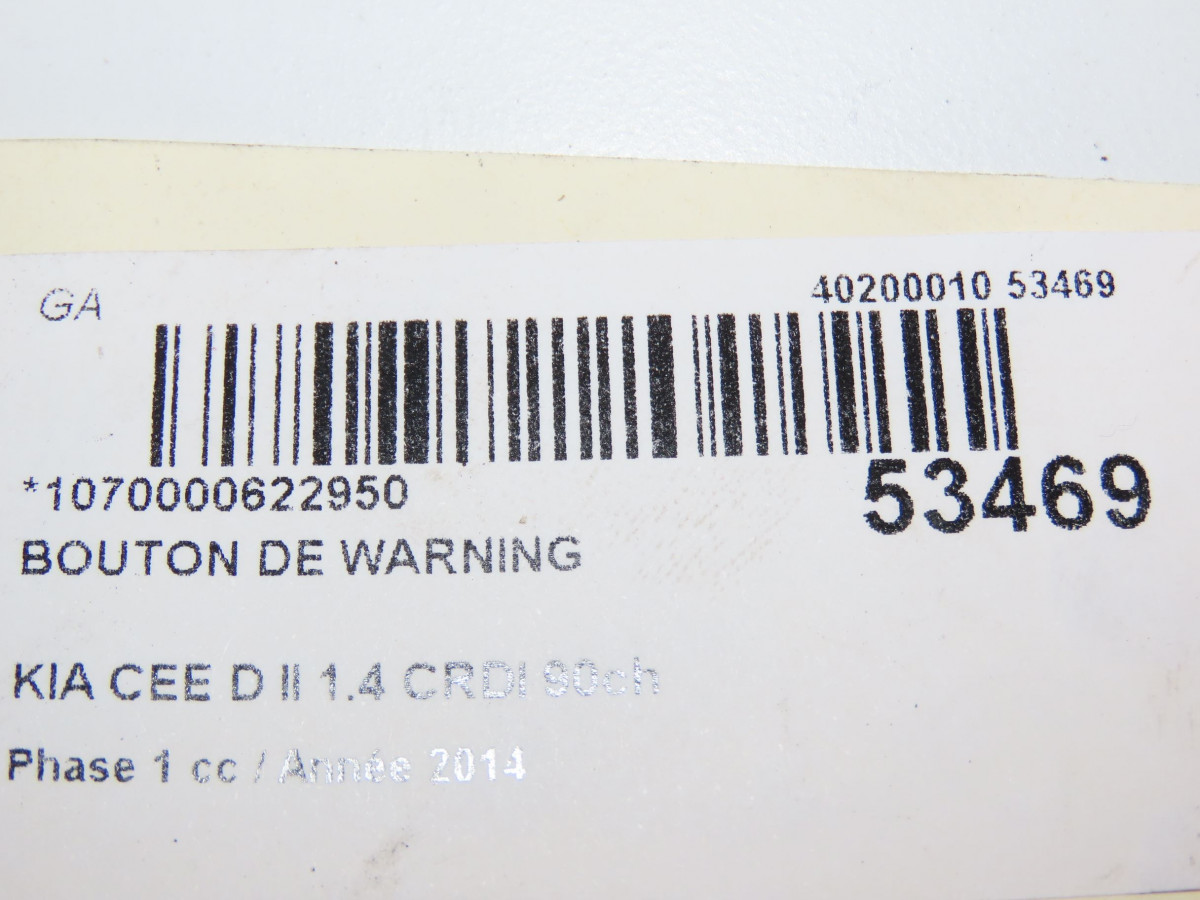 GA
40200010 53469
*1070000622950
53469
BOUTON DE WARNING
KIA CEE D II 1.4 CRDI 90ch
Phase 1 cc / Année 2014